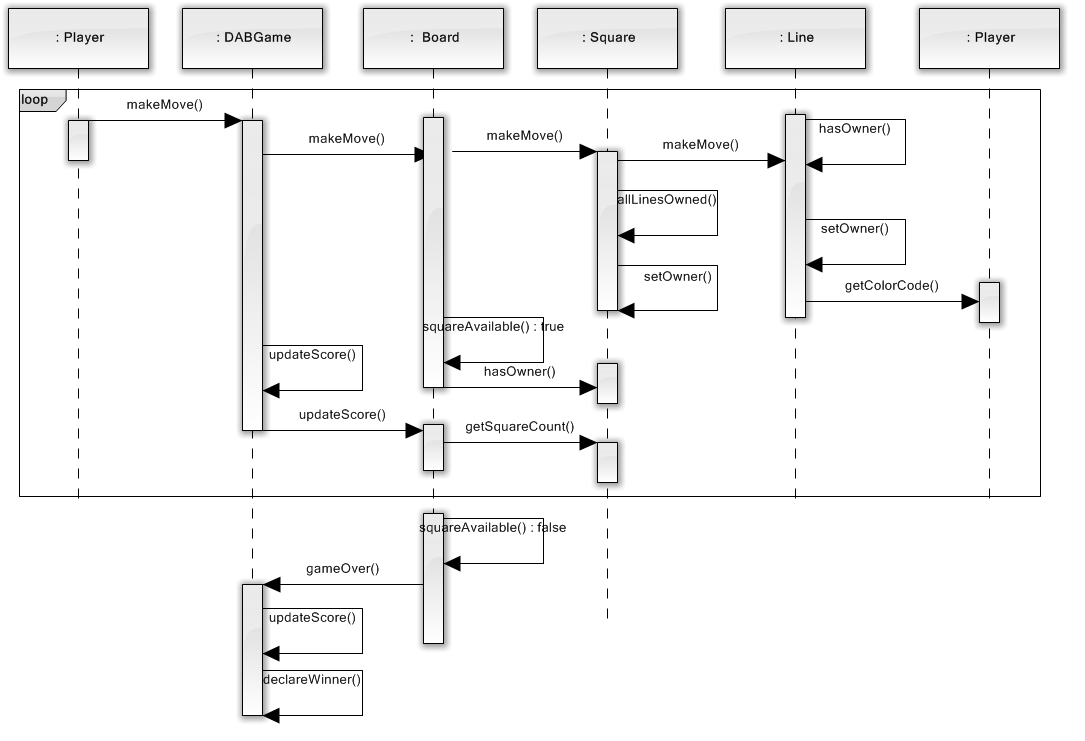 : Player
: DABGame
: Board
: Square
: Line
: Player
loop
makeMove()
makeMove()
makeMove()
makeMove()
hasOwner()
allLinesOwned()
setOwner()
setOwner()
getColorCode()
squareAvailable() : true
updateScore()
hasOwner()
updateScore()
getSquareCount()
squareAvailable() : false
gameOver()
updateScore()
declareWinner()